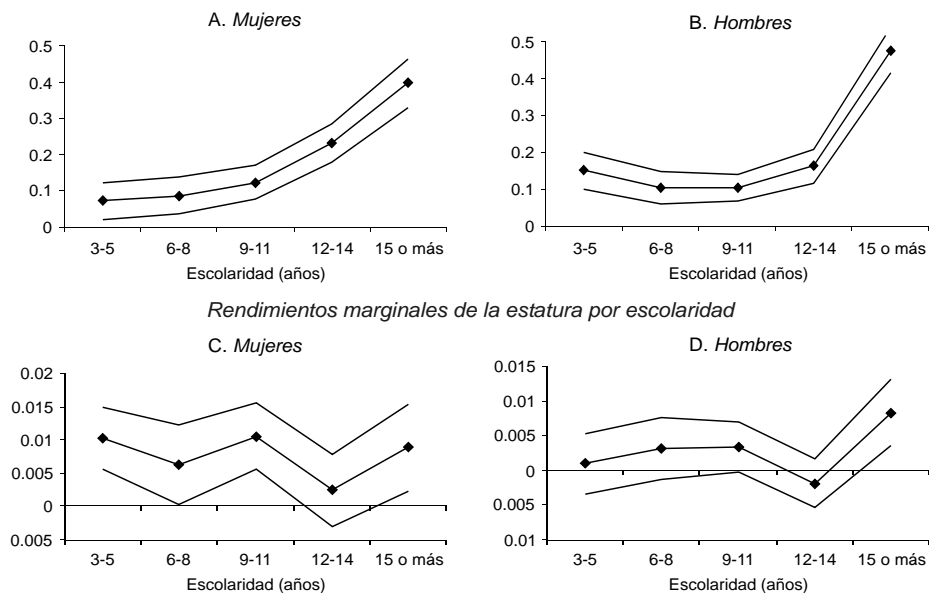 A. Mujeres
0.5
0.4
0.3
0.2
0.1
0
3-5 6-8 9-11 12-14 15 o más
Escolaridad (años)
B. Hombres
0.5
0.4
0.3
0.2
0.1
0
3-5 6-8 9-11 12-14 15 o más
Escolaridad (años)
Rendimientos marginales de la estatura por escolaridad
C. Mujeres
0.02
0.015
0.01
0.005
0
0.005
3-5 6-8 9-11 12-14 15 o más
Escolaridad (años)
D. Hombres
0.015
0.01
0.005
0
0.005
0.01
3-5 6-8 9-11 12-14 15 o más
Escolaridad (años)